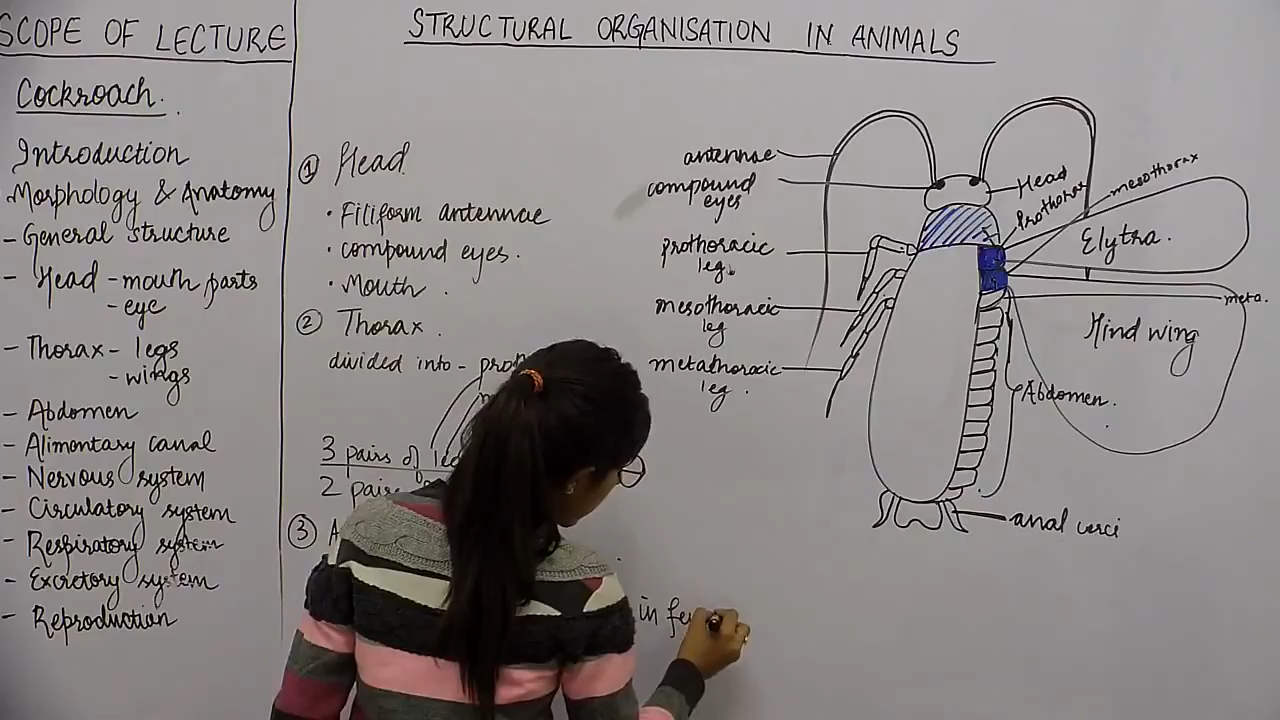 SCOPE OF LECTURE
Cockroach.
Introduction
Morphology & Anatomy
- General structure
- Head - mouth parts
- eye
- Thorax - legs
- wings
- Abdomen
- Alimentary canal
- Nervous system
- Circulatory system
- Respiratory system
- Excretory system
- Reproduction
STRUCTURAL ORGANISATION IN ANIMALS
① Head
• Filiform antennae
• compound eyes.
• Mouth .
② Thorax .
divided into -
3 pairs of
2 pairs
③
in
antennae
compound
eyes
prothoracic
leg
mesothoracic
leg
metathoracic
leg .
Head
Prothorax
mesothorax
Elytra.
meta.
Hind wing
Abdomen.
anal cerci